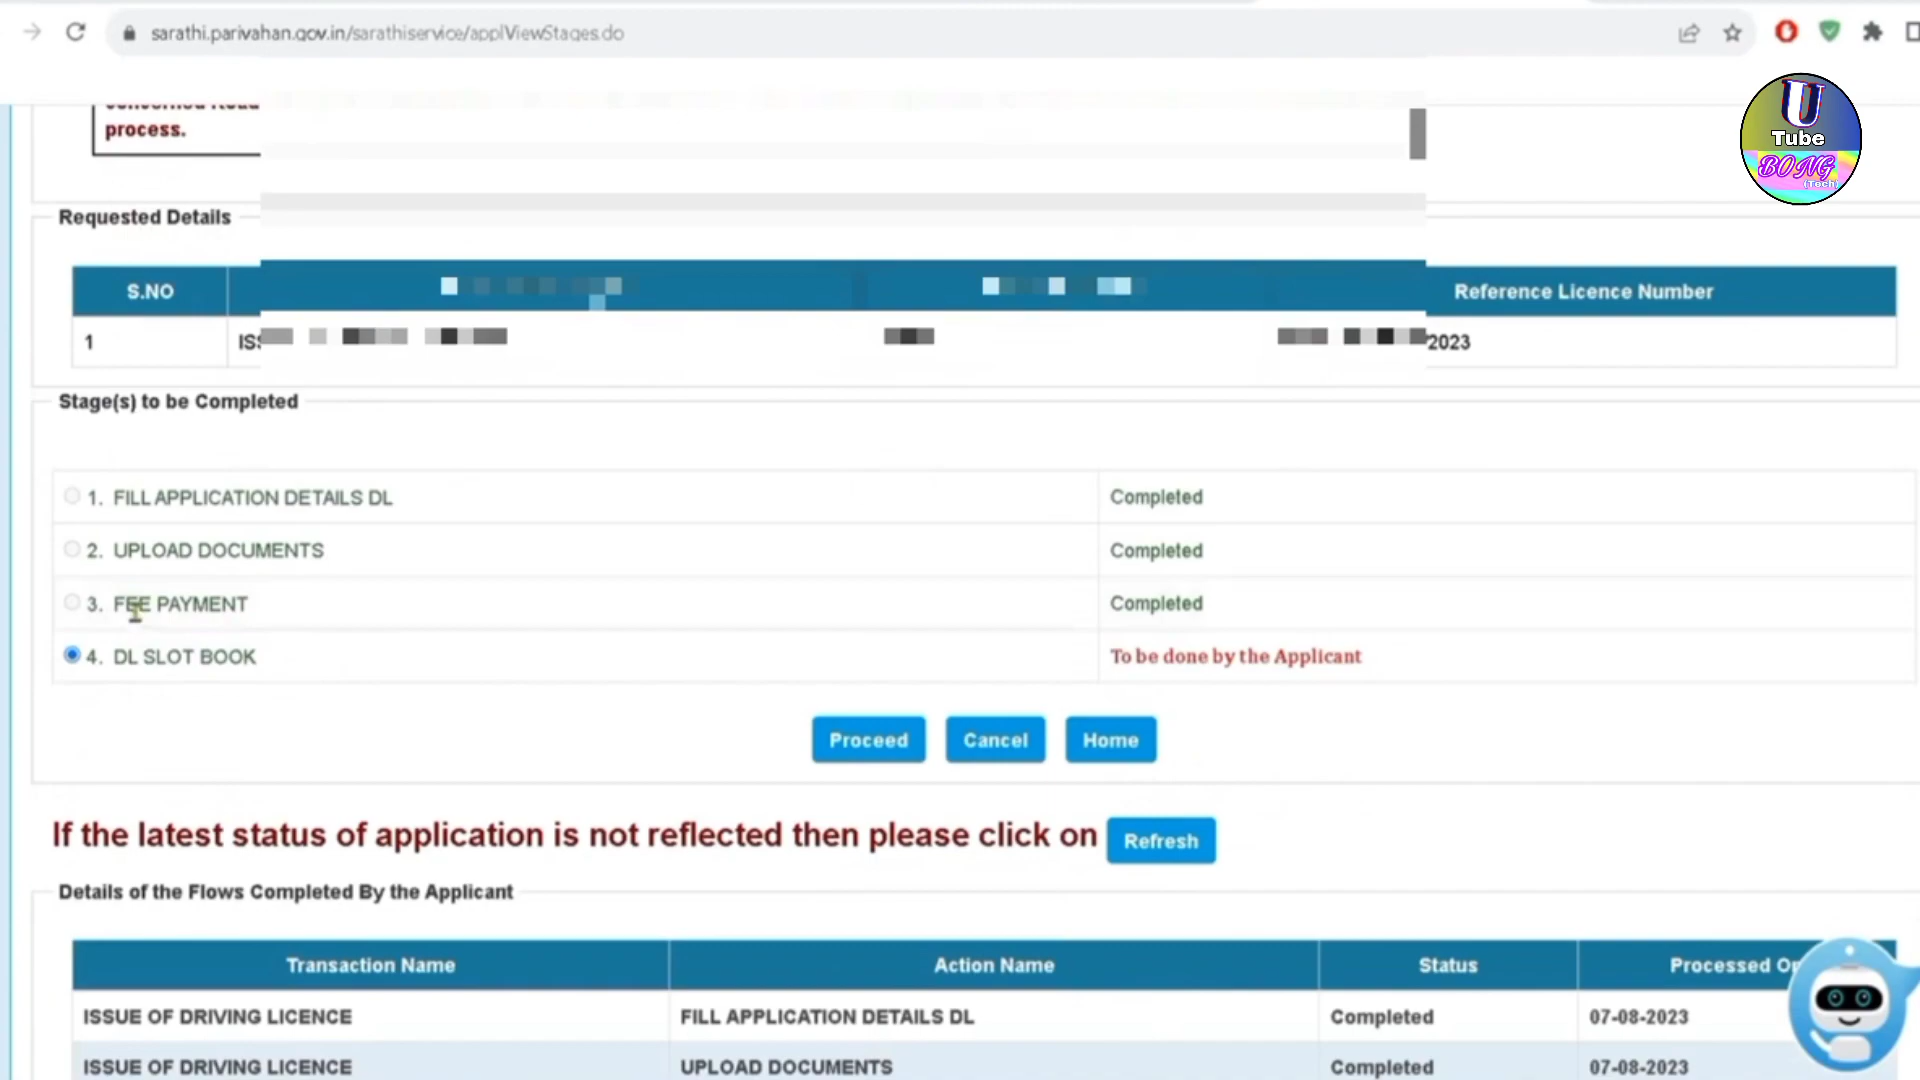 sarathi.parivahan.gov.in/sarathiservice/applViewStages.do
process.
U
Tube
BONG
(Tech)
Requested Details
S.NO Reference Licence Number
1 2023
Stage(s) to be Completed
1. FILL APPLICATION DETAILS DL Completed
2. UPLOAD DOCUMENTS Completed
3. FEE PAYMENT Completed
4. DL SLOT BOOK To be done by the Applicant
Proceed Cancel Home
If the latest status of application is not reflected then please click on Refresh
Details of the Flows Completed By the Applicant
Transaction Name Action Name Status Processed
ISSUE OF DRIVING LICENCE FILL APPLICATION DETAILS DL Completed 07-08-2023
ISSUE OF DRIVING LICENCE UPLOAD DOCUMENTS Completed 07-08-2023